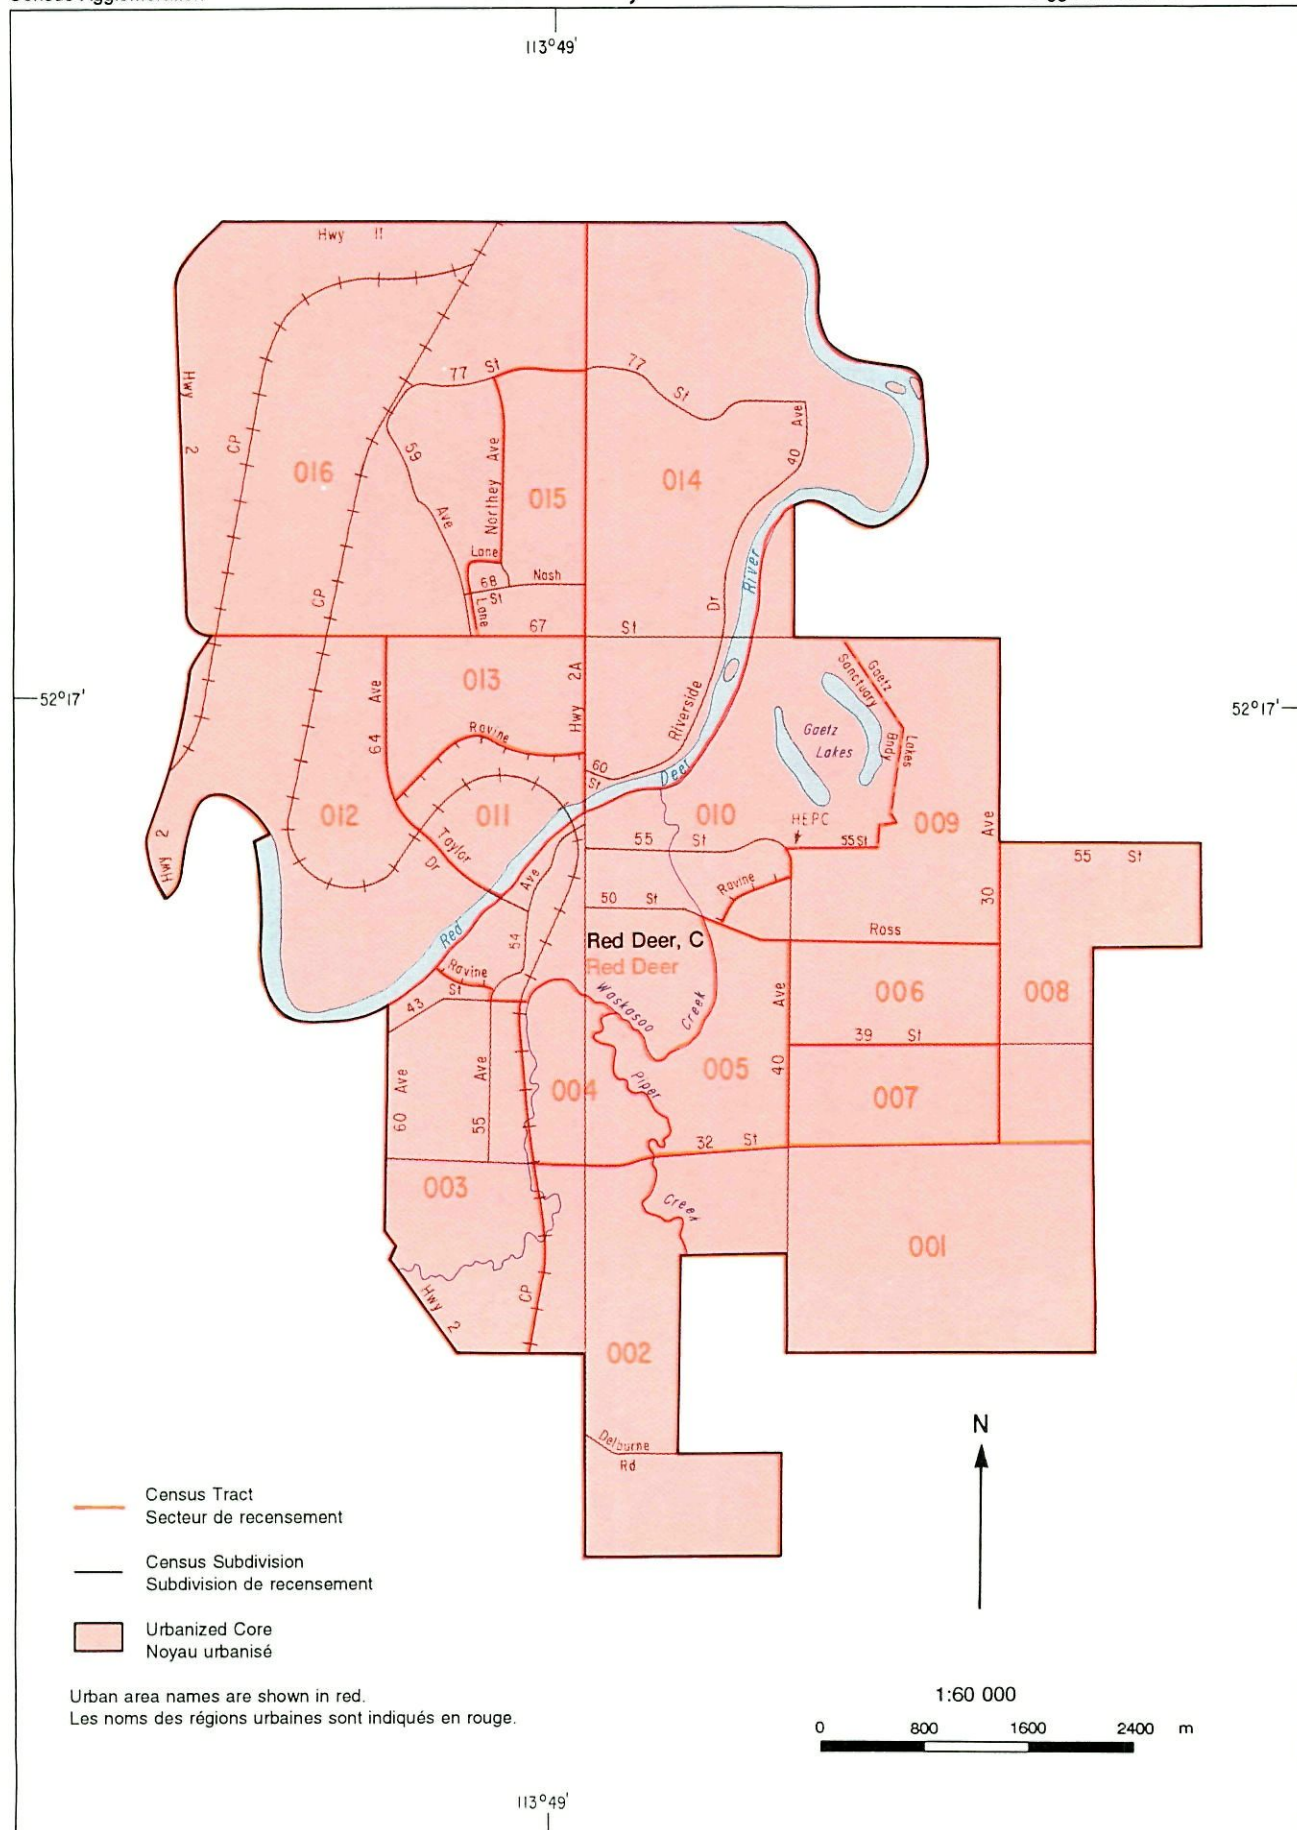 113°49'
Hwy 11
Hwy 2
CP
CP
016
77 St
59 Ave
Northey Ave
015
77 St
014
40 Ave
Lane
68 St
Nash
Lane
67 St
Riverside Dr
River
52°17'
52°17'
64 Ave
013
Hwy 2A
Ravine
60 St
Deer
Gaetz
Sanctuary
Gaetz
Lakes
Bndy
Lakes
Hwy 2
012
011
Taylor Dr
010
HEPC
009
30 Ave
55 St
55 St
55 St
54 Ave
Red
Ravine
50 St
Ross
Red Deer, C
Red Deer
Ravine
43 St
Waskasoo Creek
006
008
40 Ave
39 St
60 Ave
55 Ave
004
Piper
005
007
32 St
003
Creek
001
Hwy 2
CP
002
Delburne
Rd
N
Census Tract
Secteur de recensement
Census Subdivision
Subdivision de recensement
Urbanized Core
Noyau urbanisé
Urban area names are shown in red.
Les noms des régions urbaines sont indiqués en rouge.
1:60 000
0 800 1600 2400 m
113°49'